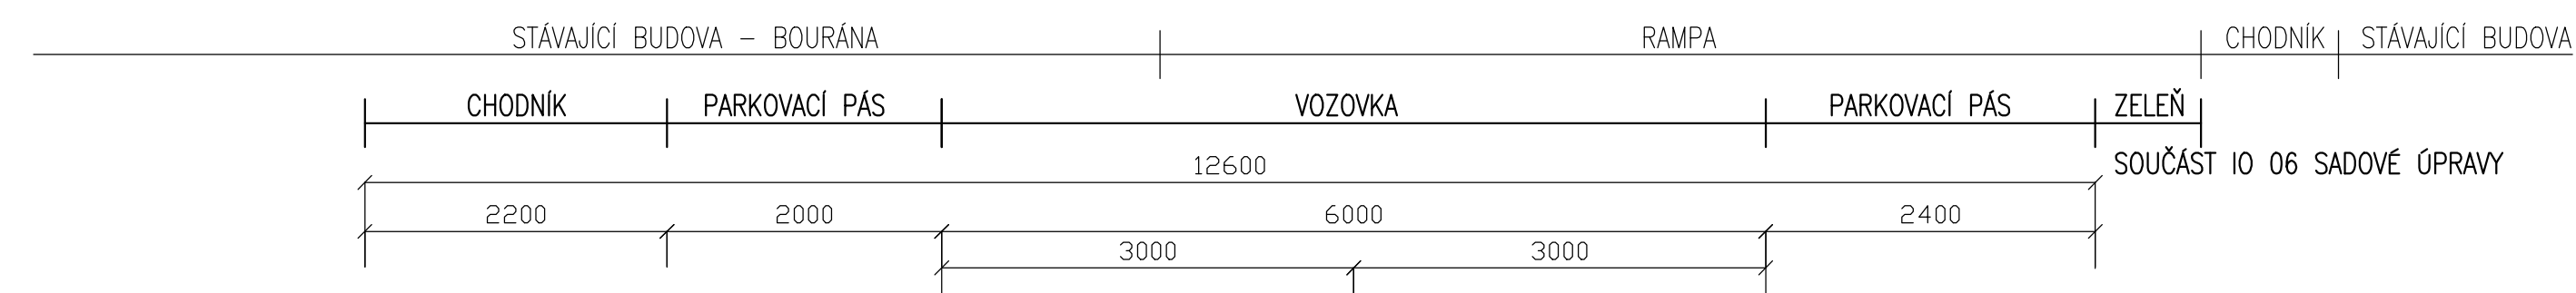 STÁVAJÍCÍ BUDOVA – BOURÁNA RAMPA CHODNÍK STÁVAJÍCÍ BUDOVA
CHODNÍK PARKOVACÍ PÁS VOZOVKA PARKOVACÍ PÁS ZELEŇ
12600 SOUČÁST IO 06 SADOVÉ ÚPRAVY
2200 2000 6000 2400
3000 3000